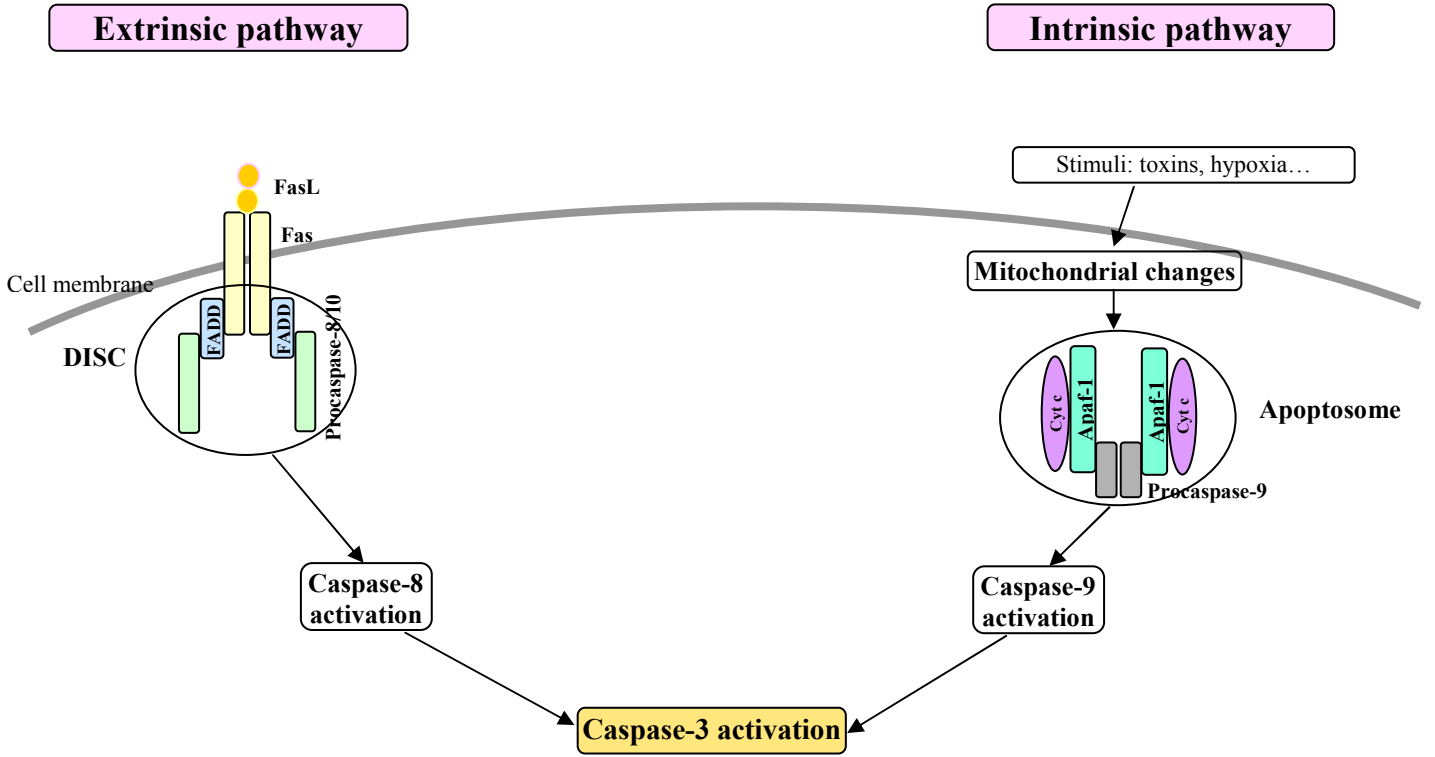 Extrinsic pathway
Intrinsic pathway
Stimuli: toxins, hypoxia…
FasL
Fas
Cell membrane
Mitochondrial changes
FADD
FADD
Procaspase-8/10
DISC
Cyt c
Apaf-1
Apaf-1
Cyt c
Apoptosome
Procaspase-9
Caspase-8
activation
Caspase-9
activation
Caspase-3 activation